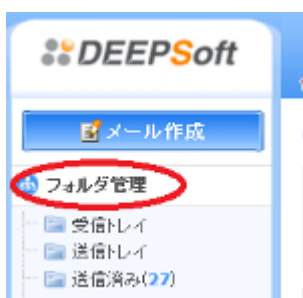 DEEPSoft
メール作成
フォルダ管理
受信トレイ
送信トレイ
送信済み(27)